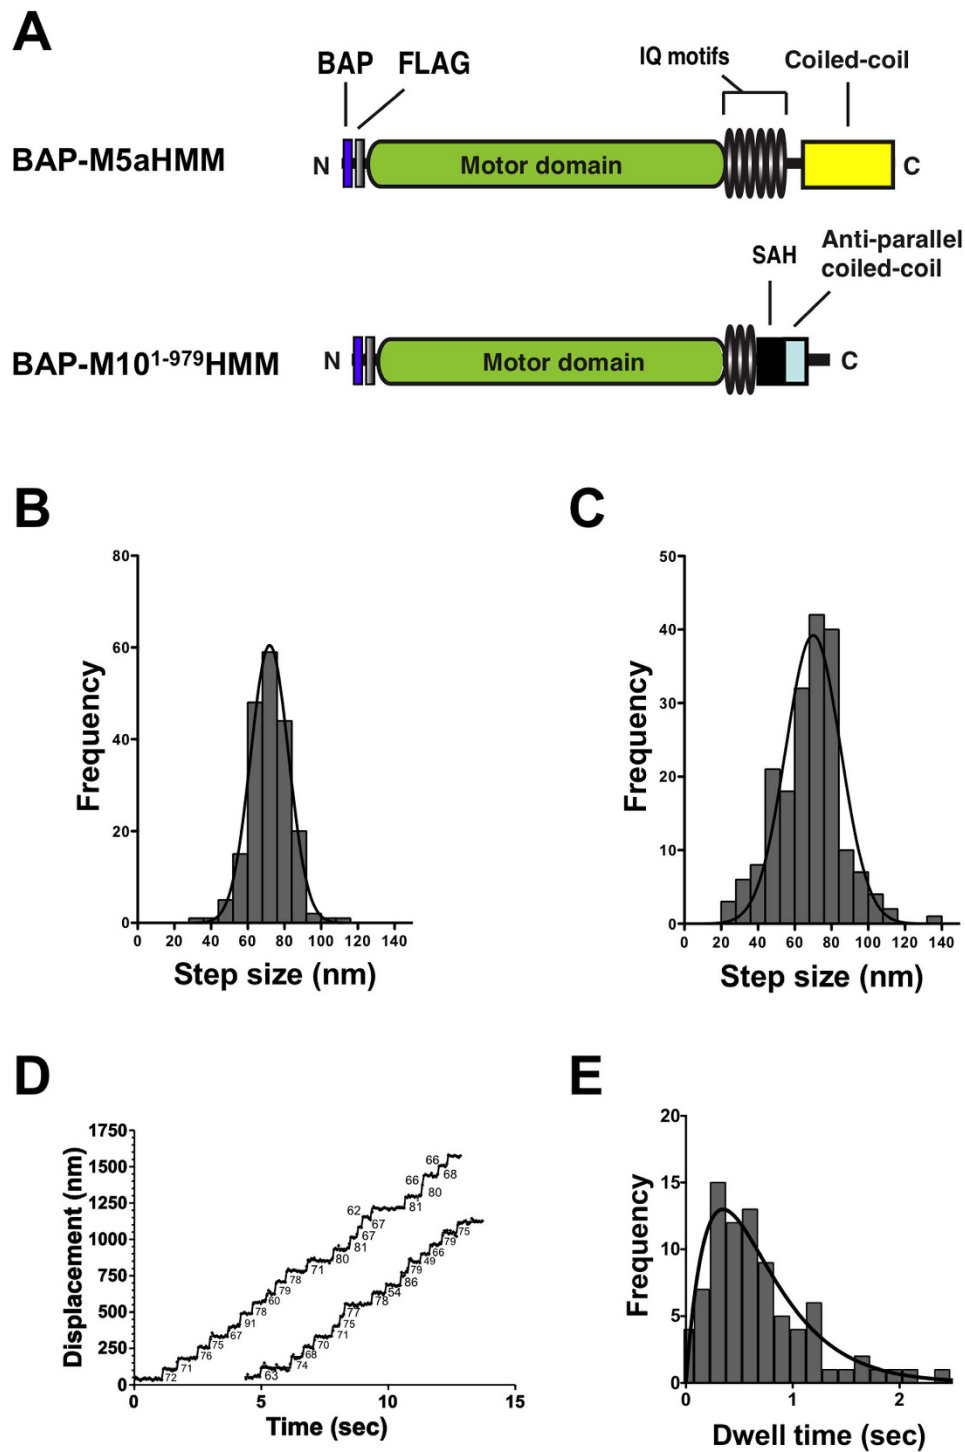 A
BAP FLAG IQ motifs Coiled-coil
BAP-M5aHMM N Motor domain C
SAH Anti-parallel
coiled-coil
BAP-M10¹⁻⁹⁷⁹HMM N Motor domain C
B
80
60
40
20
0
Frequency
0 20 40 60 80 100 120 140
Step size (nm)
C
50
40
30
20
10
0
Frequency
0 20 40 60 80 100 120 140
Step size (nm)
D
1750
1500
1250
1000
750
500
250
0
Displacement (nm)
72 71 76 75 67 91 78 60 79 78 71 80 81 67 62 67 81 66 80 66 68
63 74 68 70 71 75 77 78 54 86 79 49 66 79 75
0 5 10 15
Time (sec)
E
20
15
10
5
0
Frequency
0 1 2
Dwell time (sec)